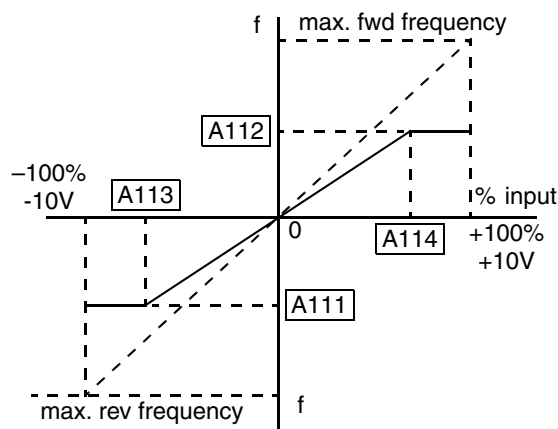 f max. fwd frequency
A112
–100%
-10V
A113
% input
0
A114
+100%
+10V
A111
max. rev frequency
f